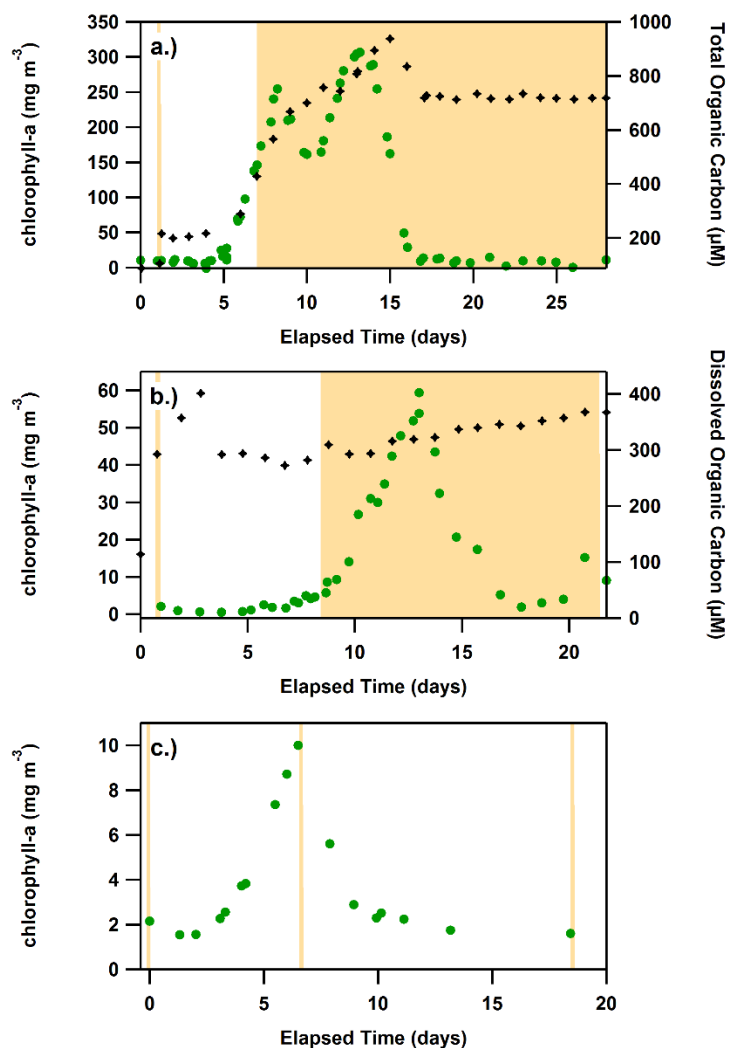 a.)
350
300
250
200
150
100
50
0
chlorophyll-a (mg m⁻³)
1000
800
600
400
200
Total Organic Carbon (µM)
0 5 10 15 20 25
Elapsed Time (days)
b.)
60
50
40
30
20
10
0
chlorophyll-a (mg m⁻³)
400
300
200
100
0
Dissolved Organic Carbon (µM)
0 5 10 15 20
Elapsed Time (days)
c.)
10
8
6
4
2
0
chlorophyll-a (mg m⁻³)
0 5 10 15 20
Elapsed Time (days)